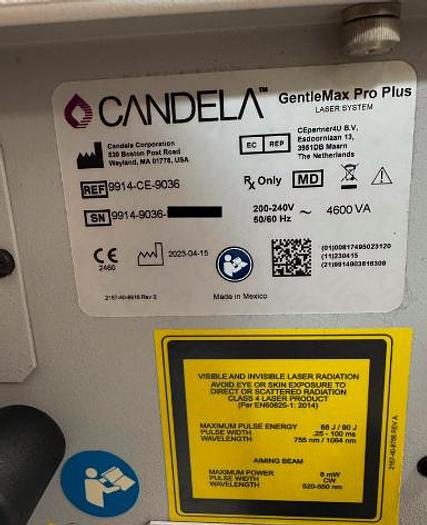 CANDELA™
GentleMax Pro Plus
LASER SYSTEM
Candela Corporation
530 Boston Post Road
Wayland, MA 01778, USA
EC REP
CEpartner4U B.V.
Esdoornlaan 13,
3951DB Maarn
The Netherlands
REF 9914-CE-9036
Rx Only MD
SN 9914-9036-
200-240V ~ 4600 VA
50/60 Hz
CE
2460
2023-04-15
(01)00817495023120
(11)230415
(21)9914903616309
Made in Mexico
VISIBLE AND INVISIBLE LASER RADIATION
AVOID EYE OR SKIN EXPOSURE TO
DIRECT OR SCATTERED RADIATION
CLASS 4 LASER PRODUCT
(Per EN60825-1: 2014)
MAXIMUM PULSE ENERGY 68 J / 90 J
PULSE WIDTH .25 - 100 ms
WAVELENGTH 755 nm / 1064 nm
AIMING BEAM
MAXIMUM POWER 5 mW
PULSE WIDTH CW
WAVELENGTH 520-550 nm